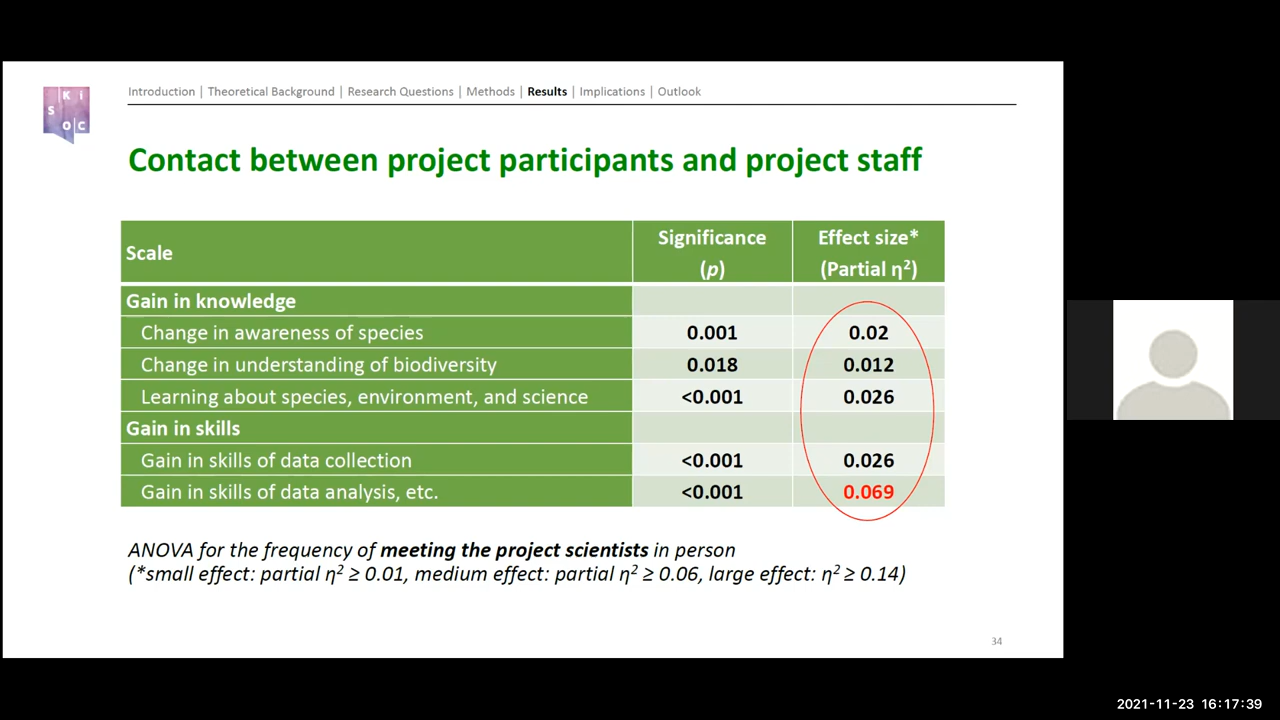 K i
S
O C
Introduction | Theoretical Background | Research Questions | Methods | Results | Implications | Outlook
Contact between project participants and project staff
Scale
Significance
(p)
Effect size*
(Partial η²)
Gain in knowledge
Change in awareness of species 0.001 0.02
Change in understanding of biodiversity 0.018 0.012
Learning about species, environment, and science <0.001 0.026
Gain in skills
Gain in skills of data collection <0.001 0.026
Gain in skills of data analysis, etc. <0.001 0.069
ANOVA for the frequency of meeting the project scientists in person
(*small effect: partial η² ≥ 0.01, medium effect: partial η² ≥ 0.06, large effect: η² ≥ 0.14)
34
2021-11-23 16:17:39